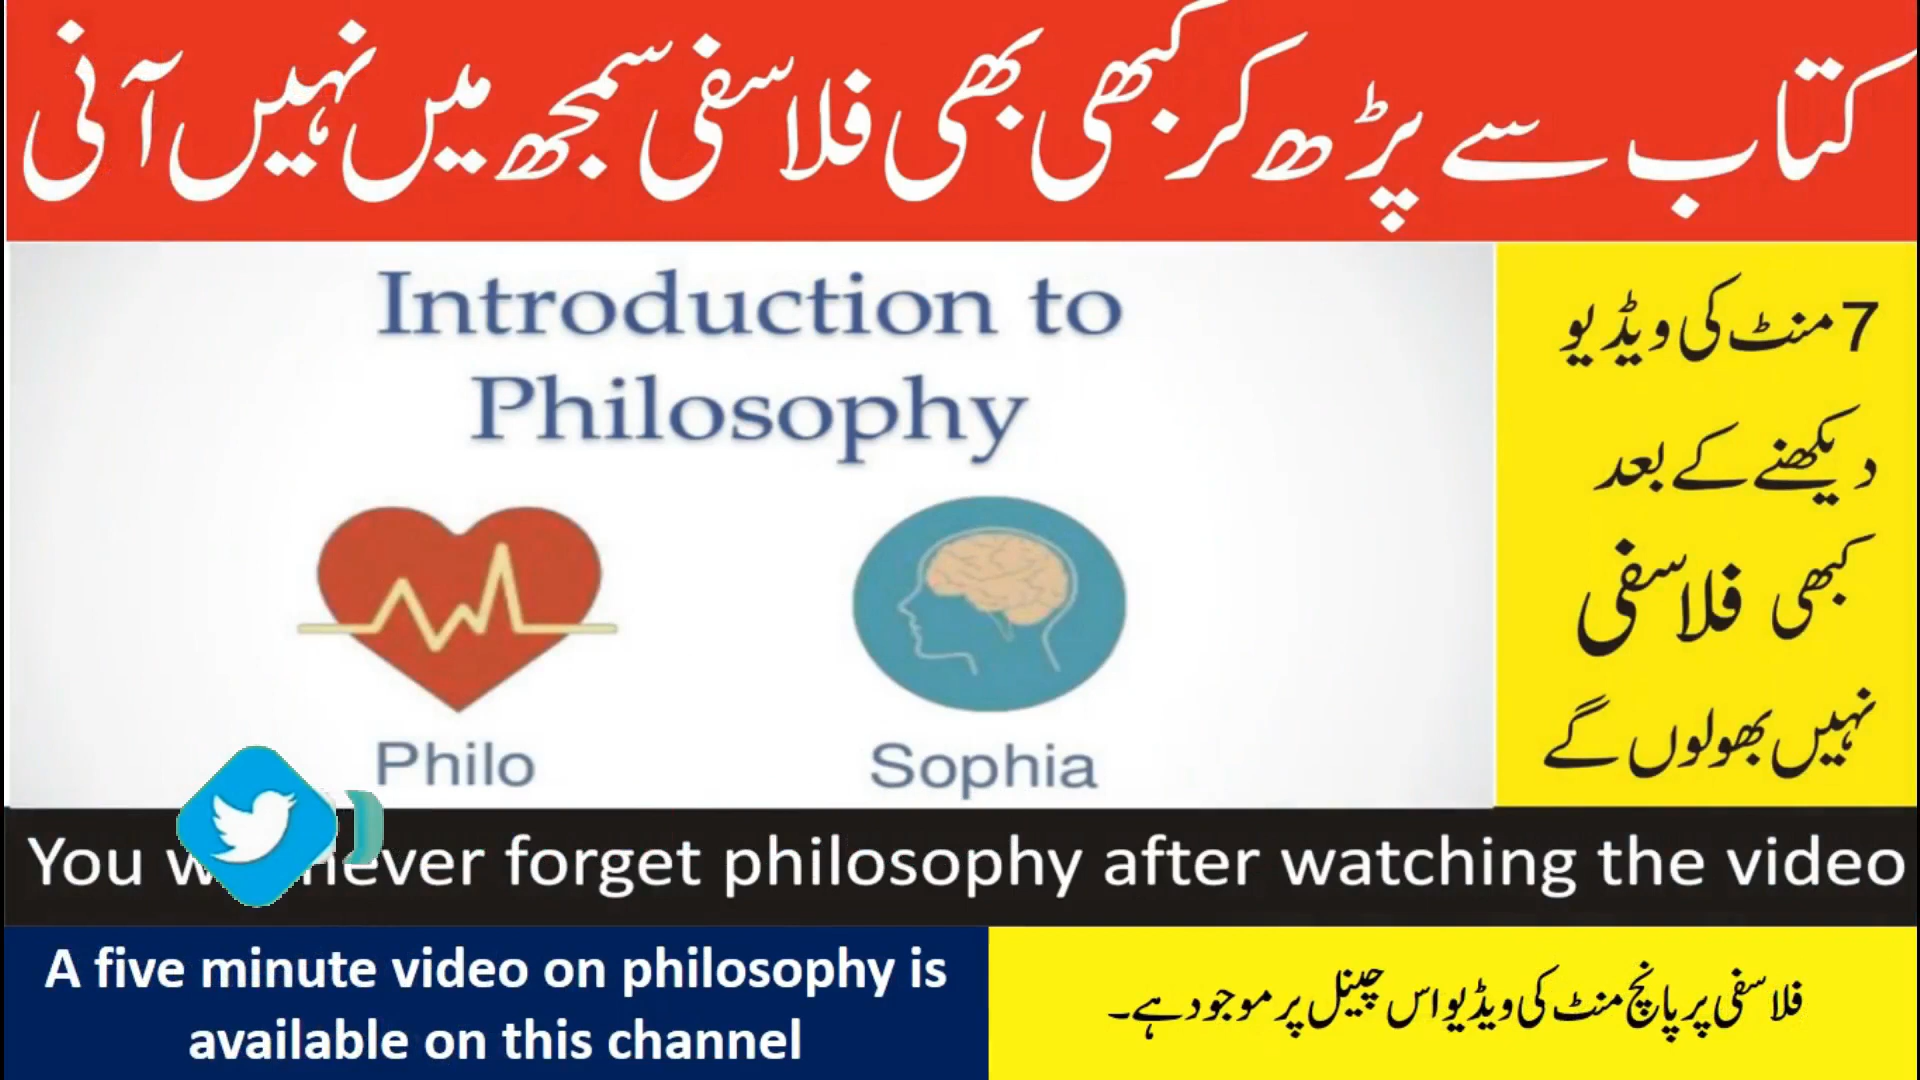 کتاب سے پڑھ کر کبھی بھی فلاسفی سمجھ میں نہیں آنی
Introduction to
Philosophy
Philo
Sophia
7 منٹ کی ویڈیو
دیکھنے کے بعد
کبھی فلاسفی
نہیں بھولوں گے
You never forget philosophy after watching the video
A five minute video on philosophy is
available on this channel
فلاسفی پر پانچ منٹ کی ویڈیو اس چینل پر موجود ہے۔